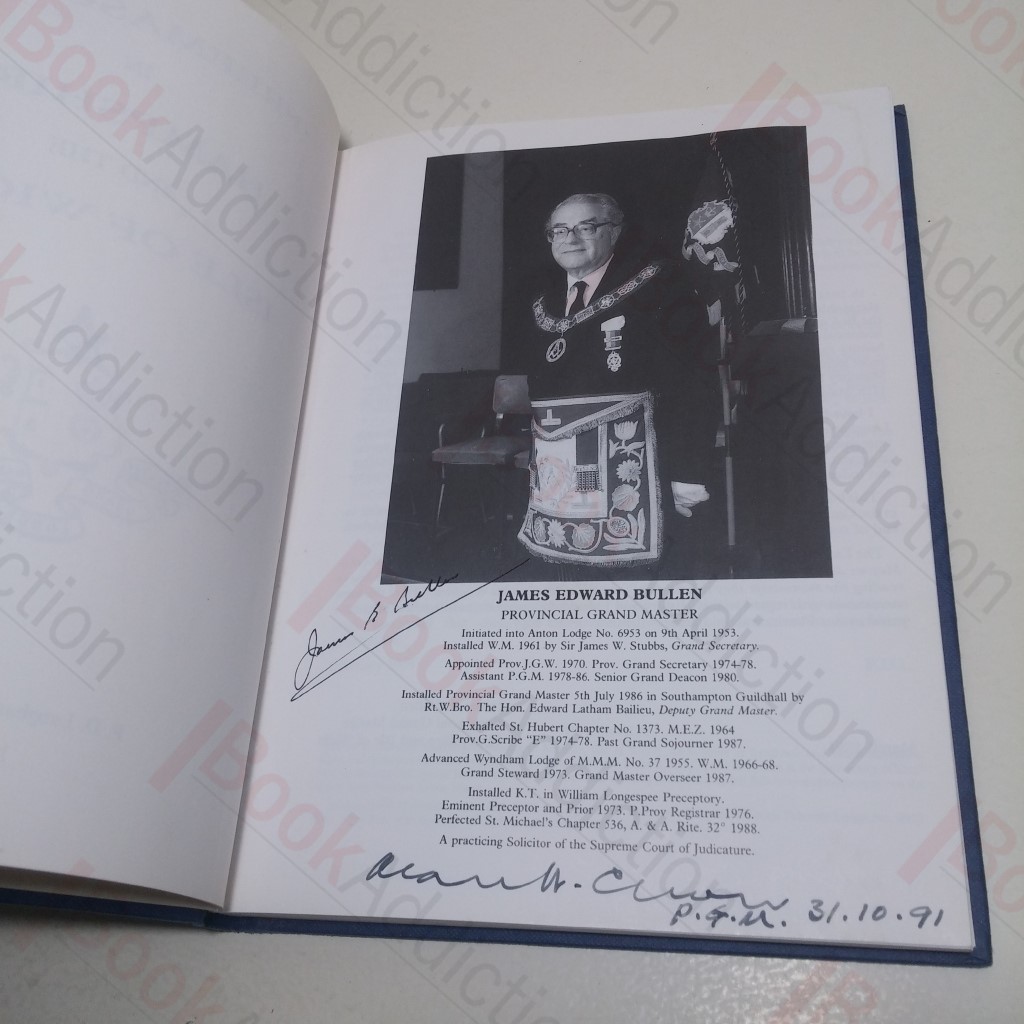 James E Bullen
JAMES EDWARD BULLEN
PROVINCIAL GRAND MASTER
Initiated into Anton Lodge No. 6953 on 9th April 1953.
Installed W.M. 1961 by Sir James W. Stubbs, Grand Secretary.
Appointed Prov.J.G.W. 1970. Prov. Grand Secretary 1974-78.
Assistant P.G.M. 1978-86. Senior Grand Deacon 1980.
Installed Provincial Grand Master 5th July 1986 in Southampton Guildhall by
Rt.W.Bro. The Hon. Edward Latham Bailieu, Deputy Grand Master.
Exhalted St. Hubert Chapter No. 1373. M.E.Z. 1964
Prov.G.Scribe "E" 1974-78. Past Grand Sojourner 1987.
Advanced Wyndham Lodge of M.M.M. No. 37 1955. W.M. 1966-68.
Grand Steward 1973. Grand Master Overseer 1987.
Installed K.T. in William Longespee Preceptory.
Eminent Preceptor and Prior 1973. P.Prov Registrar 1976.
Perfected St. Michael's Chapter 536, A. & A. Rite. 32° 1988.
A practicing Solicitor of the Supreme Court of Judicature.
P.G.M. 31.10.91
BookAddiction